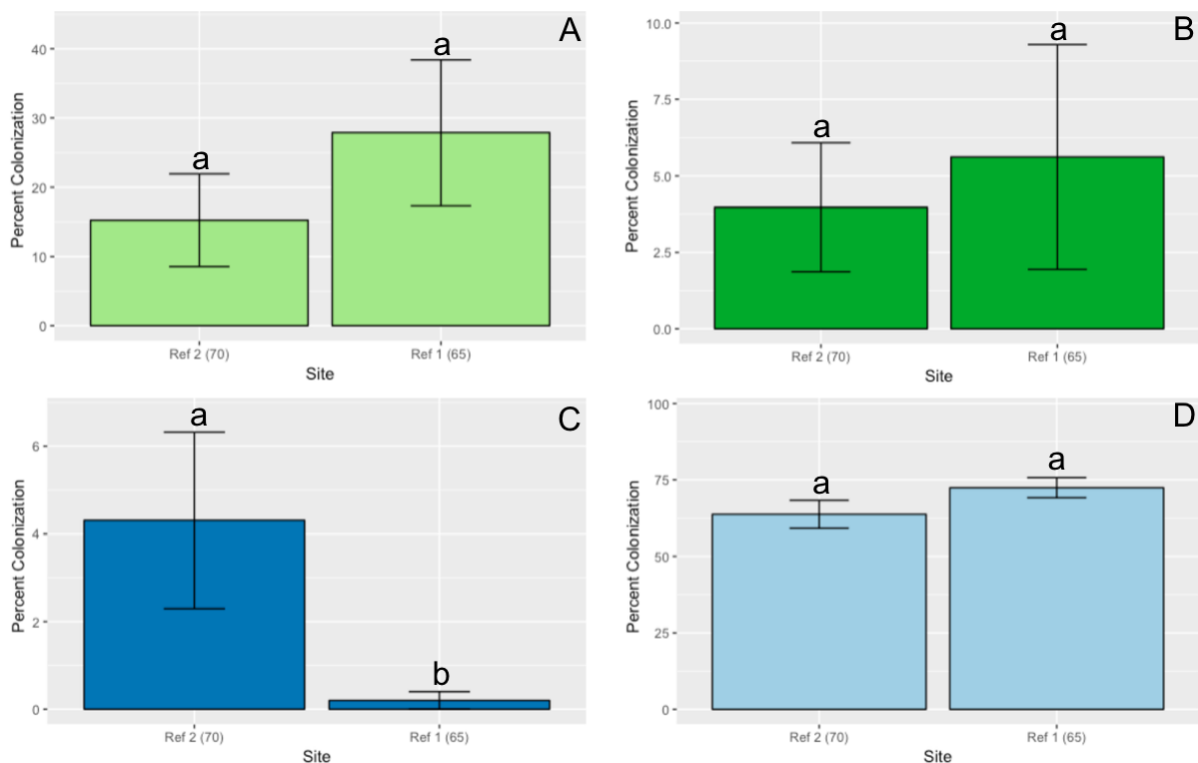 A
Percent Colonization
40
30
20
10
0
a
a
Ref 2 (70)
Ref 1 (65)
Site
B
Percent Colonization
10.0
7.5
5.0
2.5
0.0
a
a
Ref 2 (70)
Ref 1 (65)
Site
C
Percent Colonization
6
4
2
0
a
b
Ref 2 (70)
Ref 1 (65)
Site
D
Percent Colonization
100
75
50
25
0
a
a
Ref 2 (70)
Ref 1 (65)
Site